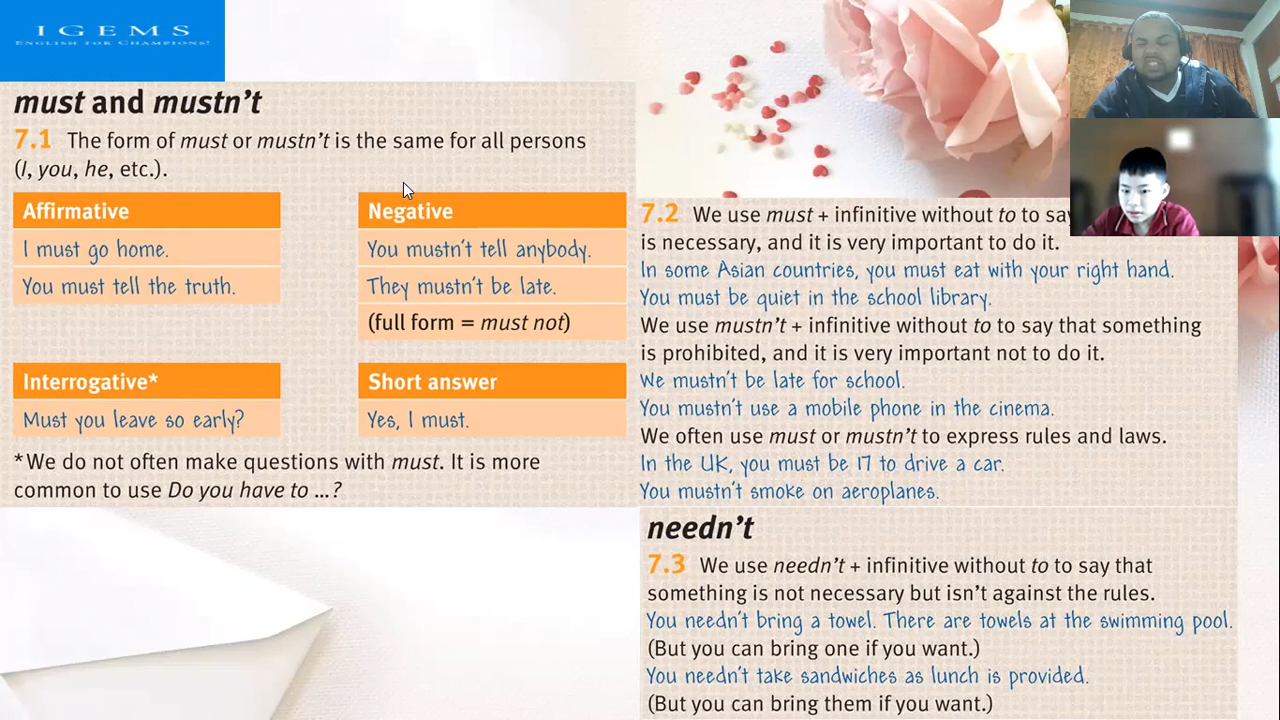 IGEMS
ENGLISH FOR CHAMPIONS!
must and mustn't
7.1 The form of must or mustn't is the same for all persons
(I, you, he, etc.).
Affirmative
I must go home.
You must tell the truth.
Negative
You mustn't tell anybody.
They mustn't be late.
(full form = must not)
Interrogative*
Must you leave so early?
Short answer
Yes, I must.
*We do not often make questions with must. It is more
common to use Do you have to ...?
7.2 We use must + infinitive without to to say
is necessary, and it is very important to do it.
In some Asian countries, you must eat with your right hand.
You must be quiet in the school library.
We use mustn't + infinitive without to to say that something
is prohibited, and it is very important not to do it.
We mustn't be late for school.
You mustn't use a mobile phone in the cinema.
We often use must or mustn't to express rules and laws.
In the UK, you must be 17 to drive a car.
You mustn't smoke on aeroplanes.
needn't
7.3 We use needn't + infinitive without to to say that
something is not necessary but isn't against the rules.
You needn't bring a towel. There are towels at the swimming pool.
(But you can bring one if you want.)
You needn't take sandwiches as lunch is provided.
(But you can bring them if you want.)